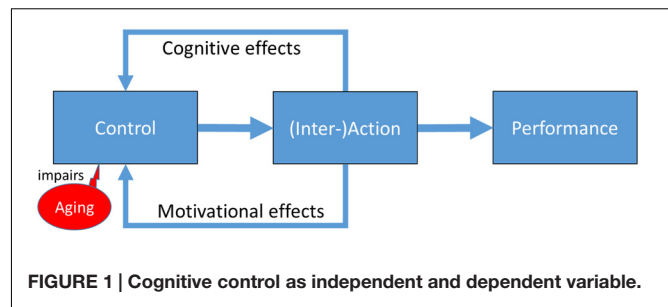 Cognitive effects
Control
(Inter-)Action
Performance
impairs
Aging
Motivational effects
FIGURE 1 | Cognitive control as independent and dependent variable.